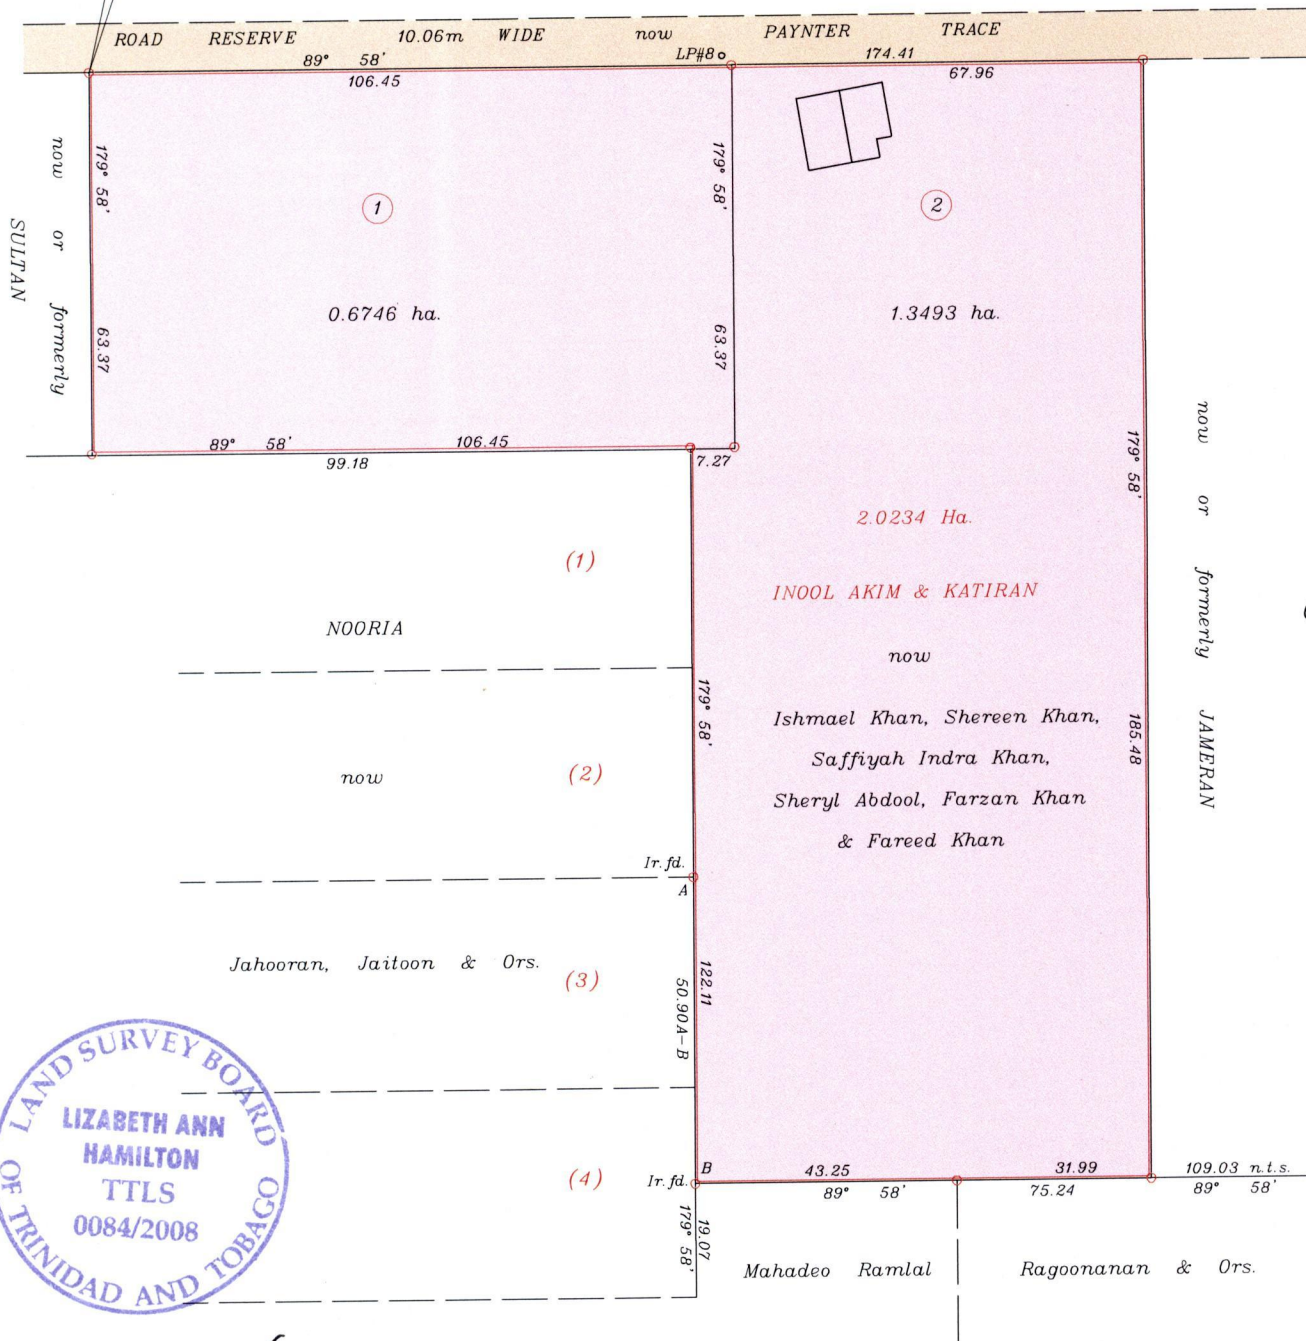 ROAD RESERVE 10.06m WIDE now PAYNTER TRACE
89° 58' LP#8 174.41
106.45 67.96
179° 58'
179° 58'
1
2
now or formerly
SULTAN
0.6746 ha.
1.3493 ha.
63.37
63.37
89° 58' 106.45
99.18
7.27
179° 58'
now or formerly JAMERAN
2.0234 Ha.
(1)
INOOL AKIM & KATIRAN
NOORIA
now
179° 58'
185.48
Ishmael Khan, Shereen Khan,
Saffiyah Indra Khan,
Sheryl Abdool, Farzan Khan
& Fareed Khan
now
(2)
Ir. fd.
A
Jahooran, Jaitoon & Ors.
(3)
122.11
50.90A-B
LAND SURVEY BOARD
OF TRINIDAD AND TOBAGO
LIZABETH ANN
HAMILTON
TTLS
0084/2008
(4)
Ir. fd.
B
43.25 31.99 109.03 n.t.s.
89° 58' 75.24 89° 58'
19.07
179° 58'
Mahadeo Ramlal
Ragoonanan & Ors.